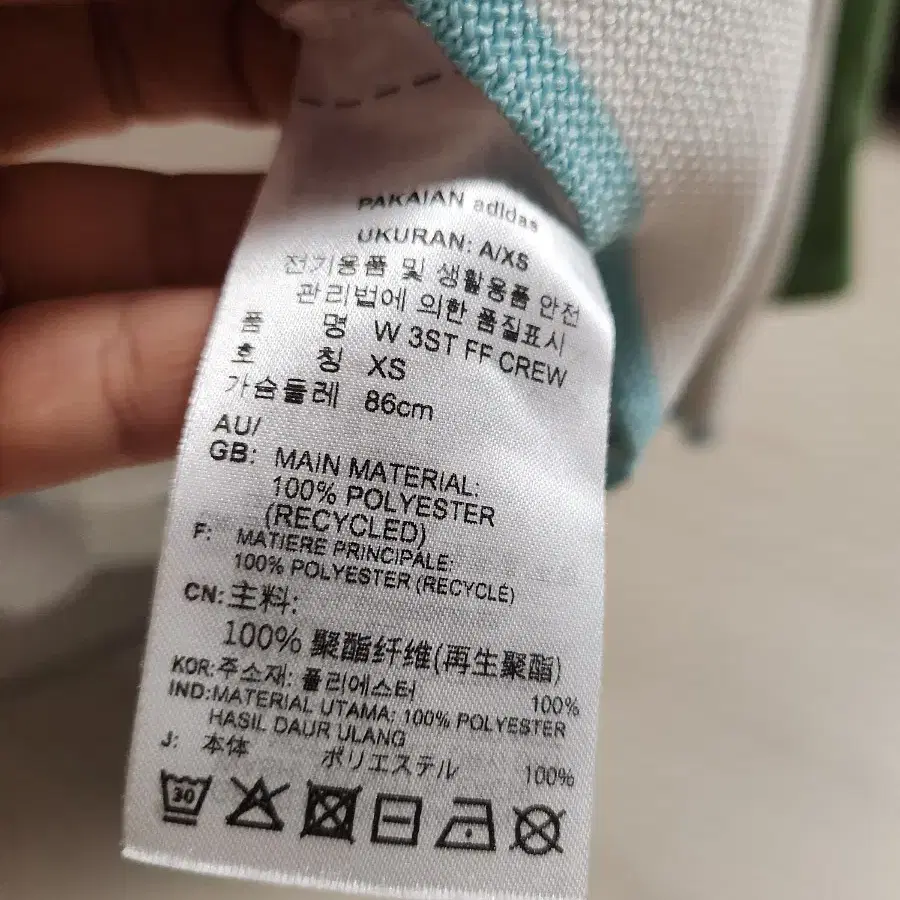 PAKAIAN adidas
UKURAN: A/XS
전기용품 및 생활용품 안전
관리법에 의한 품질표시
품 명 W 3ST FF CREW
호 칭 XS
가슴둘레 86cm
AU/
GB: MAIN MATERIAL:
100% POLYESTER
(RECYCLED)
F: MATIERE PRINCIPALE:
100% POLYESTER (RECYCLÉ)
CN:主料:
100% 聚酯纤维(再生聚酯)
KOR:주소재: 폴리에스터 100%
IND:MATERIAL UTAMA: 100% POLYESTER
HASIL DAUR ULANG
J: 本体 ポリエステル 100%
30